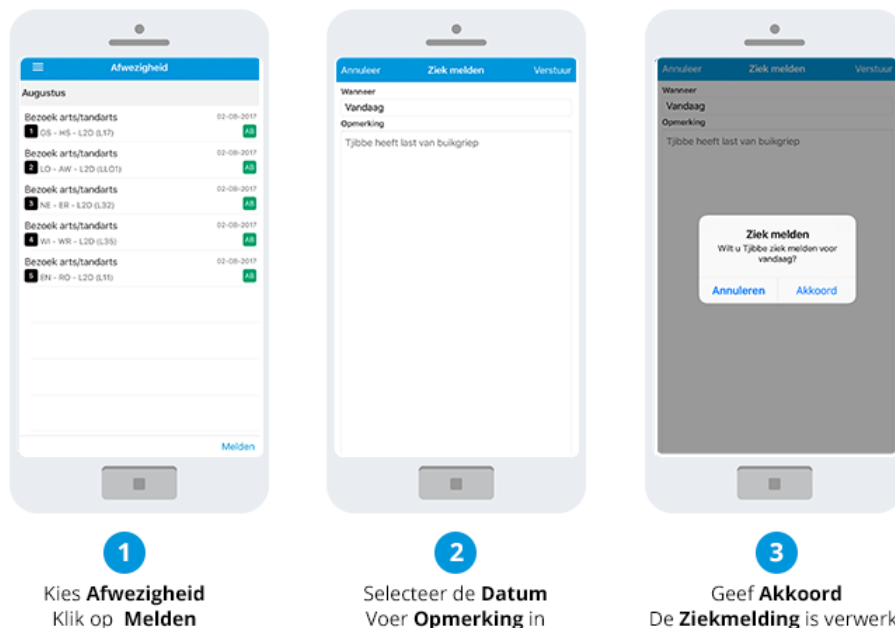 Afwezigheid
Augustus
Bezoek arts/tandarts 02-08-2017
1 GS - HS - L2D (L17) AB
Bezoek arts/tandarts 02-08-2017
2 LO - AW - L2D (LLO1) AB
Bezoek arts/tandarts 02-08-2017
3 NE - ER - L2D (L32) AB
Bezoek arts/tandarts 02-08-2017
4 WI - WR - L2D (L35) AB
Bezoek arts/tandarts 02-08-2017
5 EN - RO - L2D (L11) AB
Melden
1
Kies Afwezigheid
Klik op Melden
Annuleer Ziek melden Verstuur
Wanneer
Vandaag
Opmerking
Tjibbe heeft last van buikgriep
2
Selecteer de Datum
Voer Opmerking in
Annuleer Ziek melden Verstuur
Wanneer
Vandaag
Opmerking
Tjibbe heeft last van buikgriep
Ziek melden
Wilt u Tjibbe ziek melden voor
vandaag?
Annuleren Akkoord
3
Geef Akkoord
De Ziekmelding is verwerk